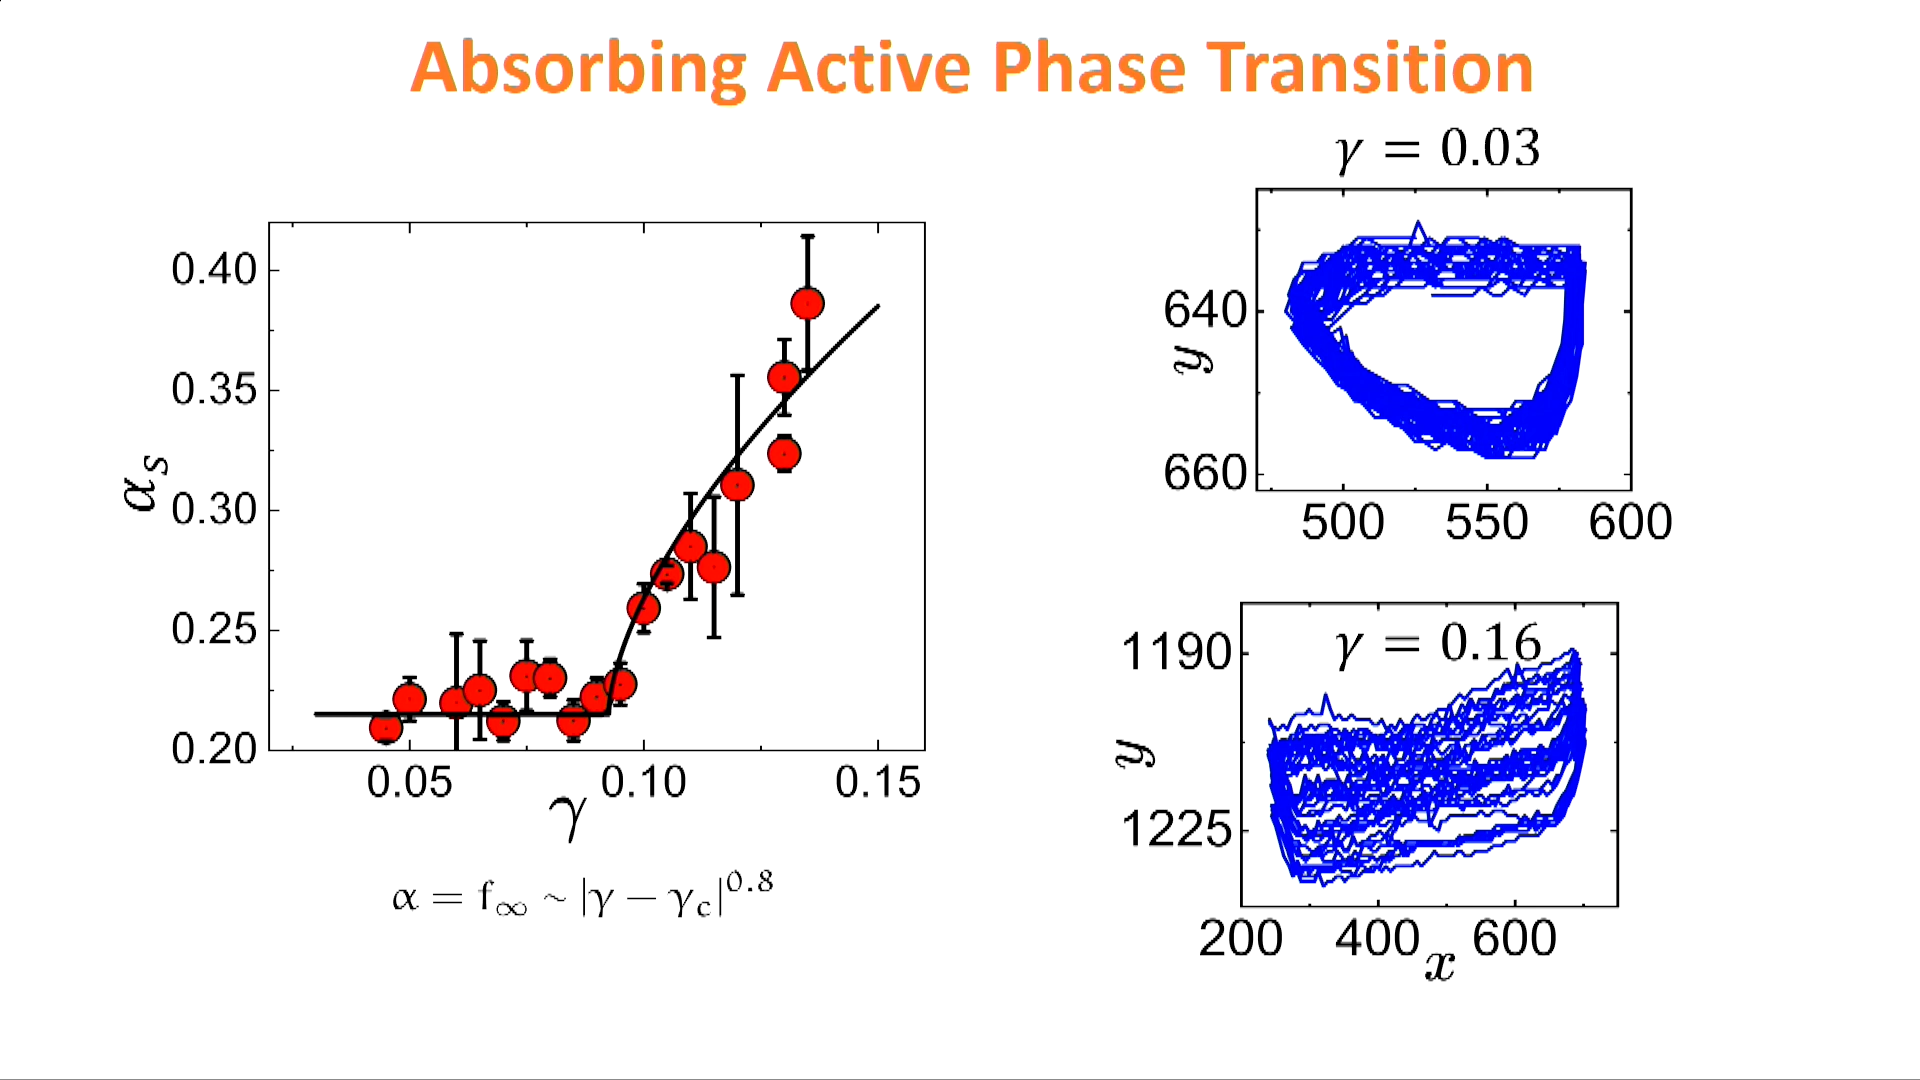 Absorbing Active Phase Transition
0.40
0.35
0.30
0.25
0.20
α_s
0.05 0.10 0.15
γ
α = f_∞ ~ |γ − γ_c|^0.8
γ = 0.03
640
660
y
500 550 600
γ = 0.16
1190
1225
y
200 400 600
x